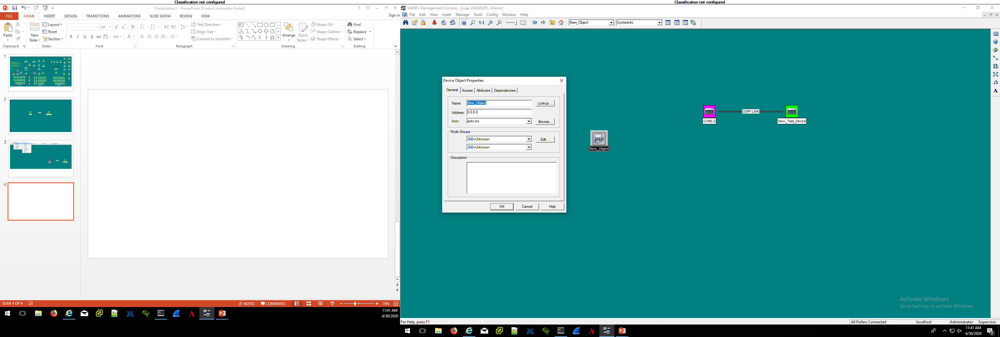 Classification not configured
Presentation1 - PowerPoint (Product Activation Failed)
FILE HOME INSERT DESIGN TRANSITIONS ANIMATIONS SLIDE SHOW REVIEW VIEW Sign in
Paste
New
Slide
Layout
Reset
Section
44
B I U S abc AV Aa A
Text Direction
Align Text
Convert to SmartArt
Arrange
Quick
Styles
Shape Fill
Shape Outline
Shape Effects
Find
Replace
Select
Clipboard Slides Font Paragraph Drawing Editing
1
2
3
4
SLIDE 4 OF 4
NOTES COMMENTS 76%
11:41 AM
4/30/2020
Classification not configured
SNMPc Management Console - [map-2JAN2020\..\Demo]
File Edit View Insert Manage Tools Config Window Help
1:1
New_Object SystemInfo
Device Object Properties
General Access Attributes Dependencies
Name: New_Object Lookup ...
Address: 0.0.0.0
Icon: auto.ico Browse...
Node Groups
000=Unknown Edit ...
000=Unknown
Description
OK Cancel Help
SNMP
New_Object
OSPF-LINK
CORE-2
New_Test_Device
A
Activate Windows
Go to Settings to activate Windows.
For Help, press F1
All Pollers Connected localhost Administrator Supervisor
11:41 AM
4/30/2020
2